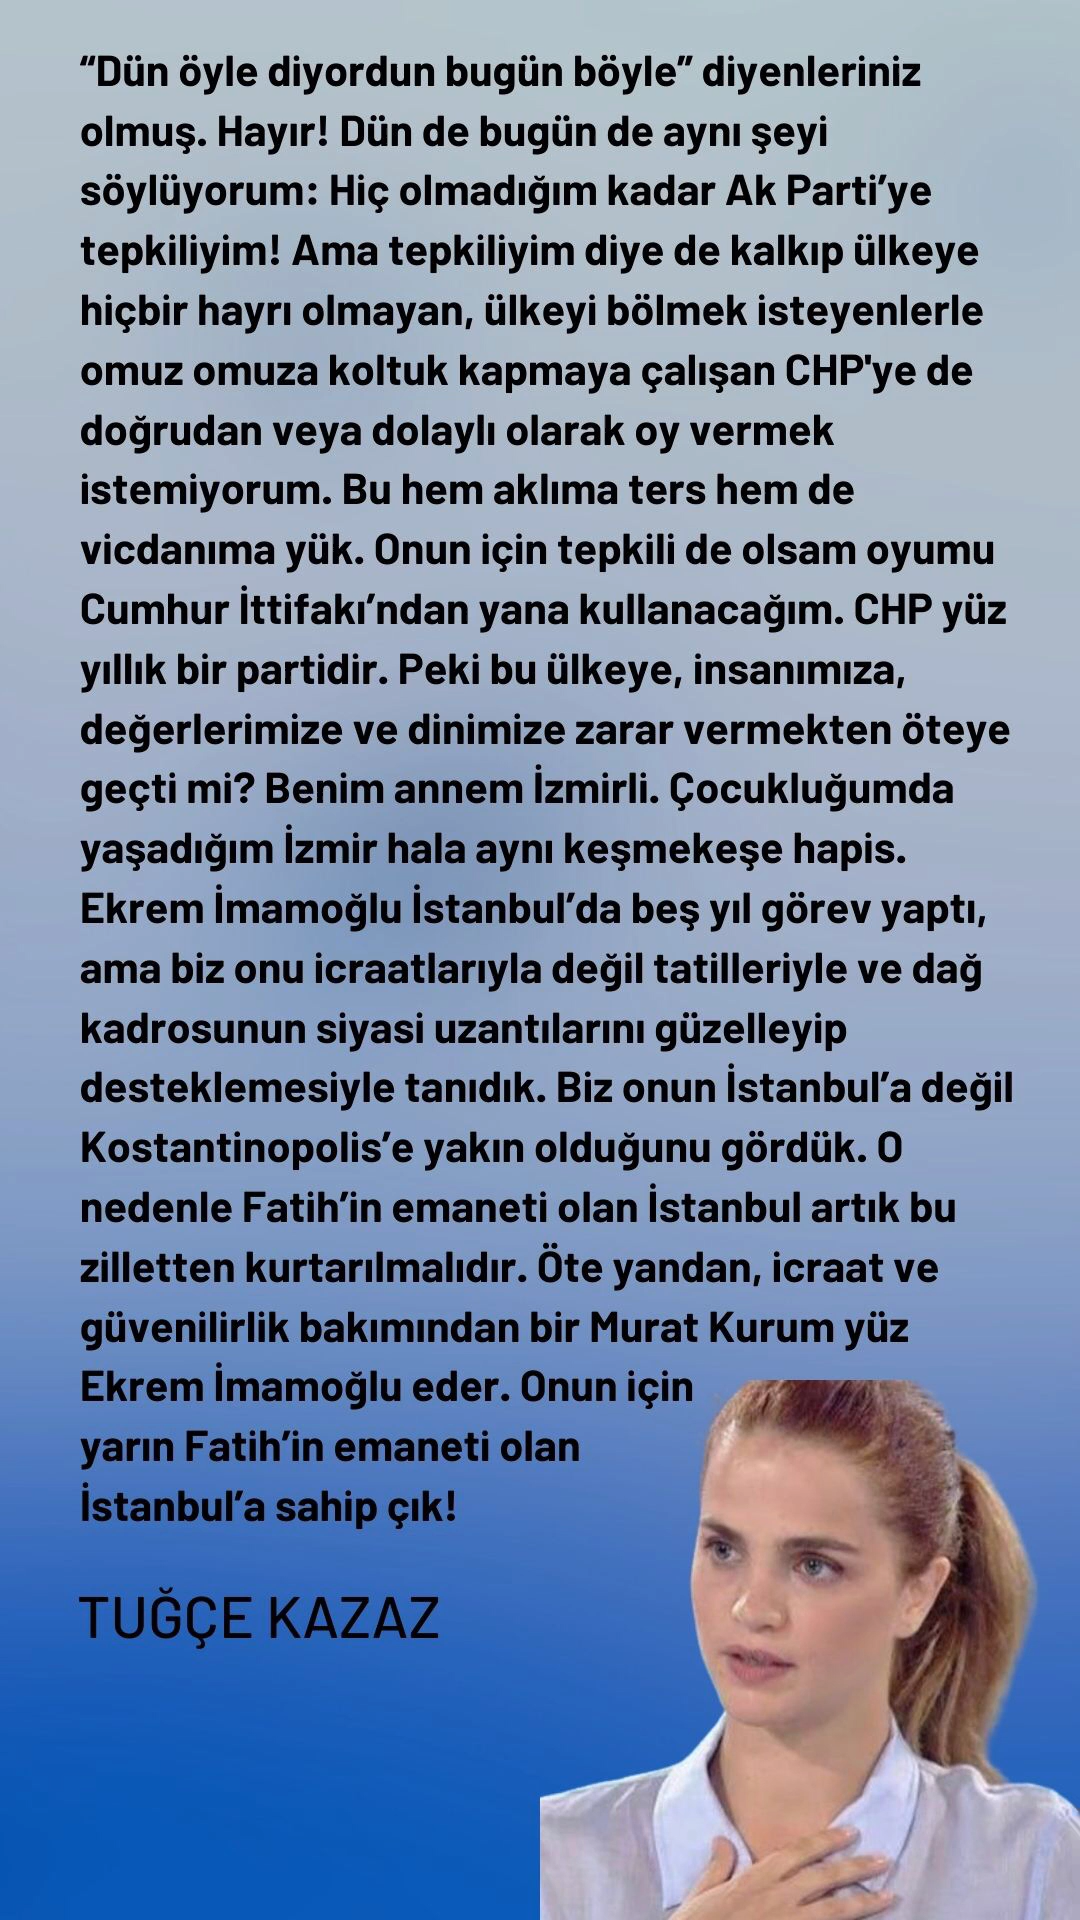 “Dün öyle diyordun bugün böyle” diyenleriniz
olmuş. Hayır! Dün de bugün de aynı şeyi
söylüyorum: Hiç olmadığım kadar Ak Parti’ye
tepkiliyim! Ama tepkiliyim diye de kalkıp ülkeye
hiçbir hayrı olmayan, ülkeyi bölmek isteyenlerle
omuz omuza koltuk kapmaya çalışan CHP'ye de
doğrudan veya dolaylı olarak oy vermek
istemiyorum. Bu hem aklıma ters hem de
vicdanıma yük. Onun için tepkili de olsam oyumu
Cumhur İttifakı’ndan yana kullanacağım. CHP yüz
yıllık bir partidir. Peki bu ülkeye, insanımıza,
değerlerimize ve dinimize zarar vermekten öteye
geçti mi? Benim annem İzmirli. Çocukluğumda
yaşadığım İzmir hala aynı keşmekeşe hapis.
Ekrem İmamoğlu İstanbul’da beş yıl görev yaptı,
ama biz onu icraatlarıyla değil tatilleriyle ve dağ
kadrosunun siyasi uzantılarını güzelleyip
desteklemesiyle tanıdık. Biz onun İstanbul’a değil
Kostantinopolis’e yakın olduğunu gördük. O
nedenle Fatih’in emaneti olan İstanbul artık bu
zilletten kurtarılmalıdır. Öte yandan, icraat ve
güvenilirlik bakımından bir Murat Kurum yüz
Ekrem İmamoğlu eder. Onun için
yarın Fatih’in emaneti olan
İstanbul’a sahip çık!
TUĞÇE KAZAZ